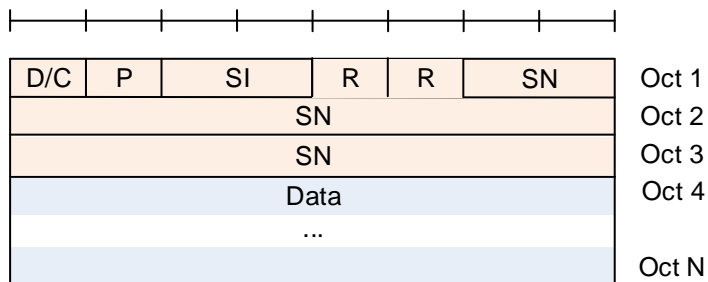 D/C P SI R R SN Oct 1
SN Oct 2
SN Oct 3
Data Oct 4
...
Oct N